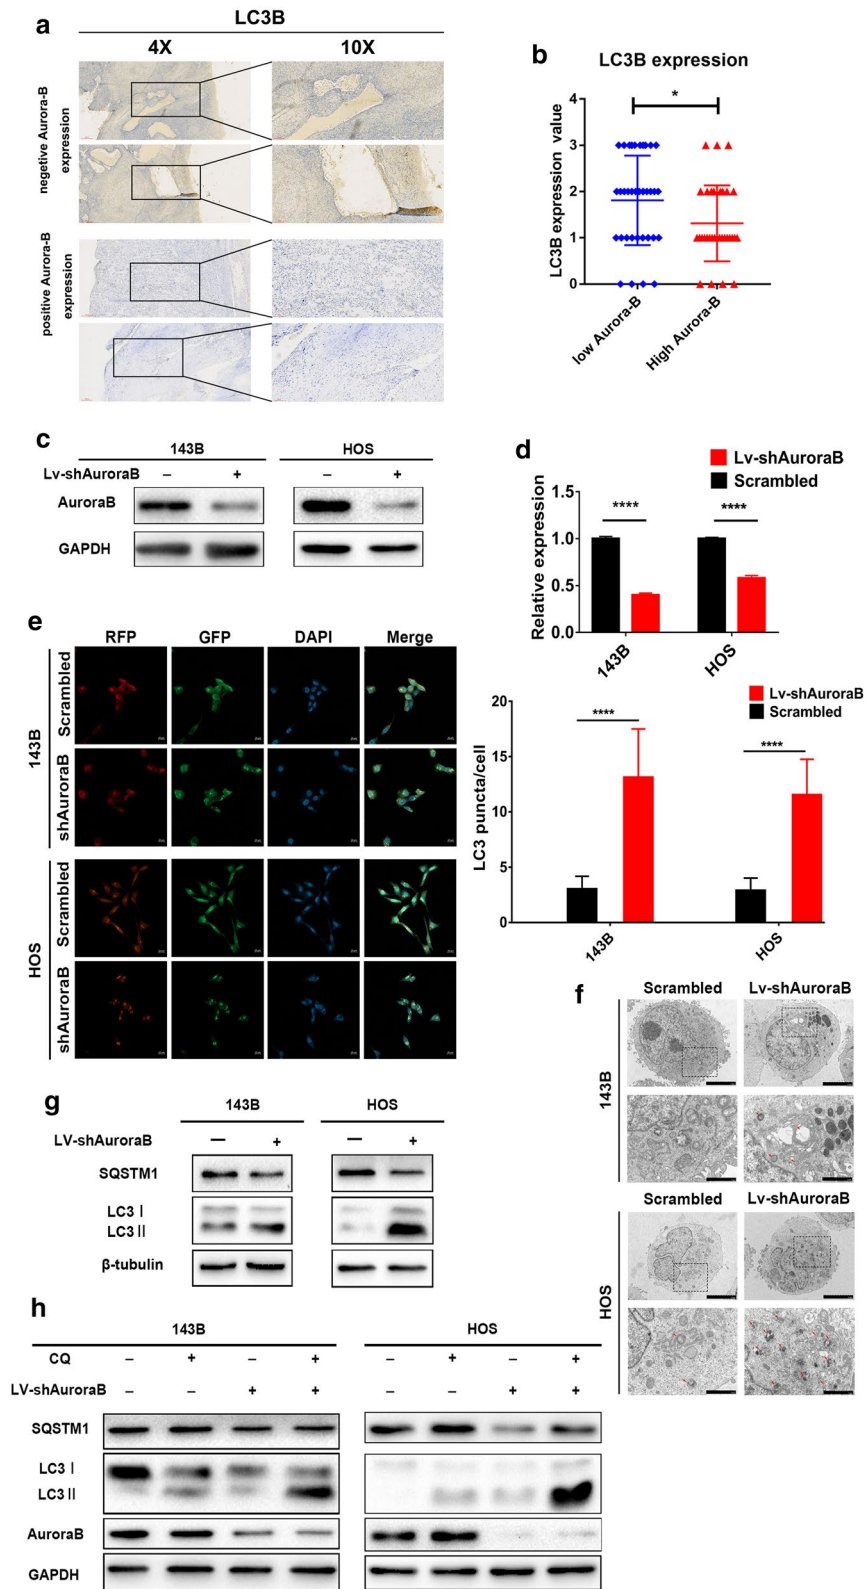 a
LC3B
4X 10X
negetive Aurora-B
expression
positive Aurora-B
expression
b
LC3B expression
*
LC3B expression value
4
3
2
1
0
low Aurora-B
High Aurora-B
c
143B HOS
Lv-shAuroraB – + – +
AuroraB
GAPDH
d
Lv-shAuroraB
Scrambled
Relative expression
1.5
1.0
0.5
0.0
**** ****
143B HOS
e
RFP GFP DAPI Merge
143B
Scrambled
shAuroraB
HOS
Scrambled
shAuroraB
Lv-shAuroraB
Scrambled
LC3 puncta/cell
20
15
10
5
0
**** ****
143B HOS
f
Scrambled Lv-shAuroraB
143B
Scrambled Lv-shAuroraB
HOS
g
143B HOS
LV-shAuroraB — + — +
SQSTM1
LC3 Ⅰ
LC3 Ⅱ
β-tubulin
h
143B HOS
CQ – + – + – + – +
LV-shAuroraB – – + + – – + +
SQSTM1
LC3 Ⅰ
LC3 Ⅱ
AuroraB
GAPDH